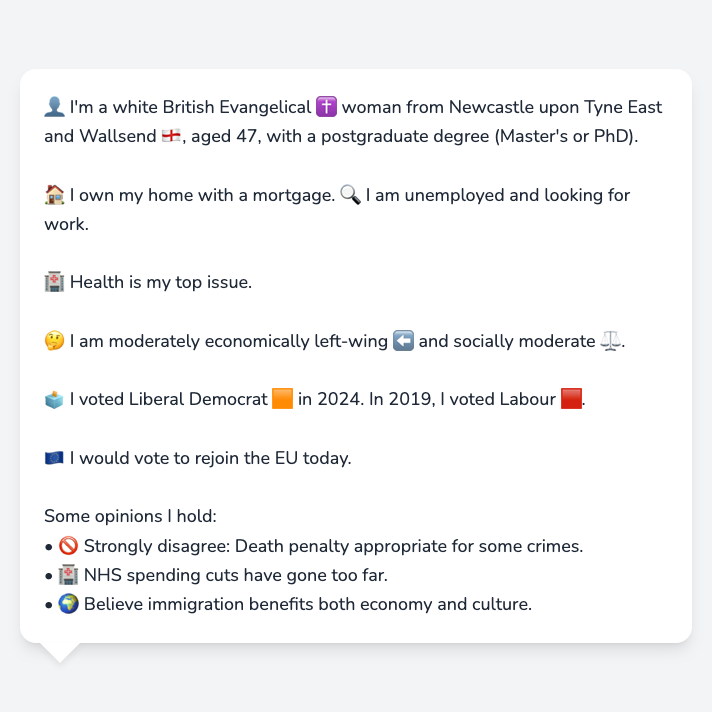 👤 I'm a white British Evangelical ✝️ woman from Newcastle upon Tyne East
and Wallsend 🏴󠁧󠁢󠁥󠁮󠁧󠁿, aged 47, with a postgraduate degree (Master's or PhD).
🏠 I own my home with a mortgage. 🔍 I am unemployed and looking for
work.
🏥 Health is my top issue.
🤔 I am moderately economically left-wing ⬅️ and socially moderate ⚖️.
🗳️ I voted Liberal Democrat 🟧 in 2024. In 2019, I voted Labour 🟥.
🇪🇺 I would vote to rejoin the EU today.
Some opinions I hold:
• 🚫 Strongly disagree: Death penalty appropriate for some crimes.
• 🏥 NHS spending cuts have gone too far.
• 🌍 Believe immigration benefits both economy and culture.